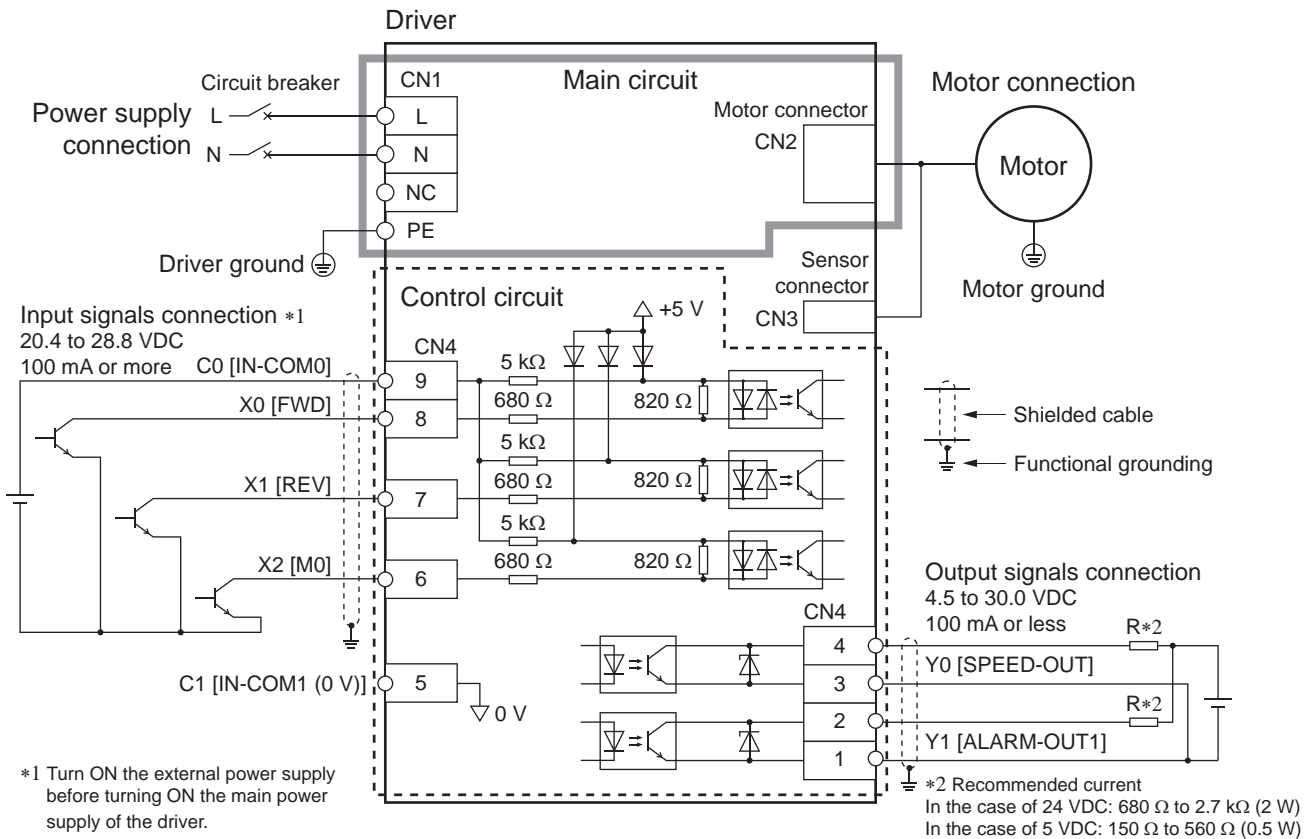 Driver
Circuit breaker
Power supply
connection
L
N
CN1
L
N
NC
PE
Main circuit
Motor connector
CN2
Motor connection
Motor
Motor ground
Driver ground
Sensor
connector
CN3
Input signals connection *1
20.4 to 28.8 VDC
100 mA or more
Control circuit
+5 V
CN4
C0 [IN-COM0]
9
5 kΩ
X0 [FWD]
8
680 Ω
820 Ω
5 kΩ
X1 [REV]
7
680 Ω
820 Ω
5 kΩ
X2 [M0]
6
680 Ω
820 Ω
C1 [IN-COM1 (0 V)]
5
0 V
Shielded cable
Functional grounding
Output signals connection
4.5 to 30.0 VDC
100 mA or less
CN4
4
R*2
Y0 [SPEED-OUT]
3
2
R*2
Y1 [ALARM-OUT1]
1
*1 Turn ON the external power supply
before turning ON the main power
supply of the driver.
*2 Recommended current
In the case of 24 VDC: 680 Ω to 2.7 kΩ (2 W)
In the case of 5 VDC: 150 Ω to 560 Ω (0.5 W)